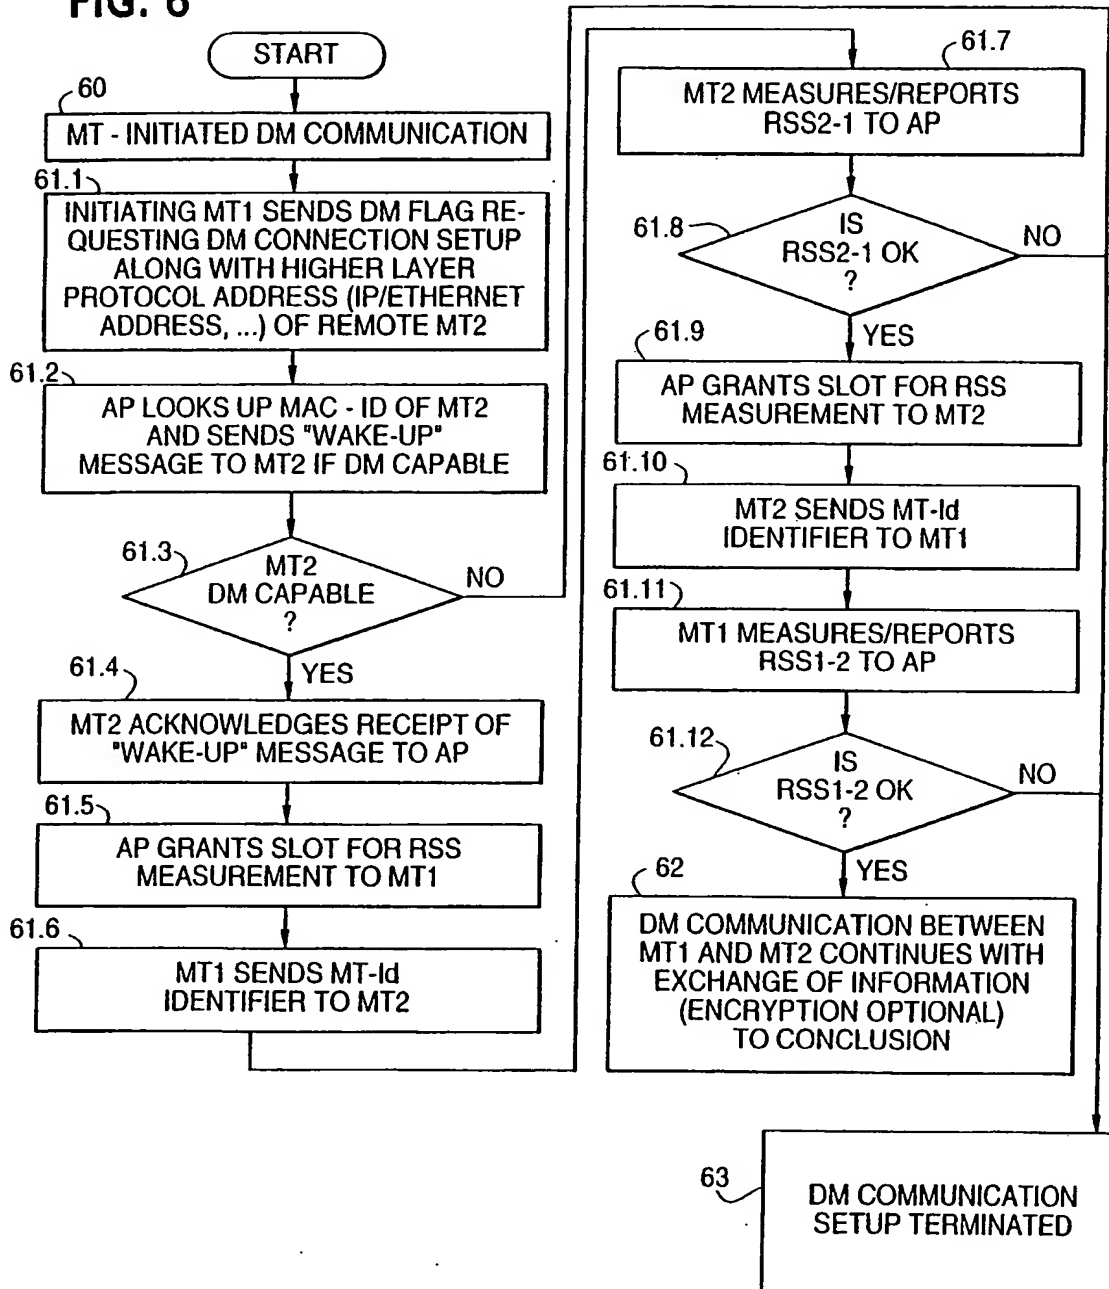 FIG. 6
START
60
MT - INITIATED DM COMMUNICATION
61.1
INITIATING MT1 SENDS DM FLAG RE-
QUESTING DM CONNECTION SETUP
ALONG WITH HIGHER LAYER
PROTOCOL ADDRESS (IP/ETHERNET
ADDRESS, ...) OF REMOTE MT2
61.2
AP LOOKS UP MAC - ID OF MT2
AND SENDS "WAKE-UP"
MESSAGE TO MT2 IF DM CAPABLE
61.3
MT2
DM CAPABLE
?
NO
YES
61.4
MT2 ACKNOWLEDGES RECEIPT OF
"WAKE-UP" MESSAGE TO AP
61.5
AP GRANTS SLOT FOR RSS
MEASUREMENT TO MT1
61.6
MT1 SENDS MT-Id
IDENTIFIER TO MT2
61.7
MT2 MEASURES/REPORTS
RSS2-1 TO AP
61.8
IS
RSS2-1 OK
?
NO
YES
61.9
AP GRANTS SLOT FOR RSS
MEASUREMENT TO MT2
61.10
MT2 SENDS MT-Id
IDENTIFIER TO MT1
61.11
MT1 MEASURES/REPORTS
RSS1-2 TO AP
61.12
IS
RSS1-2 OK
?
NO
YES
62
DM COMMUNICATION BETWEEN
MT1 AND MT2 CONTINUES WITH
EXCHANGE OF INFORMATION
(ENCRYPTION OPTIONAL)
TO CONCLUSION
63
DM COMMUNICATION
SETUP TERMINATED